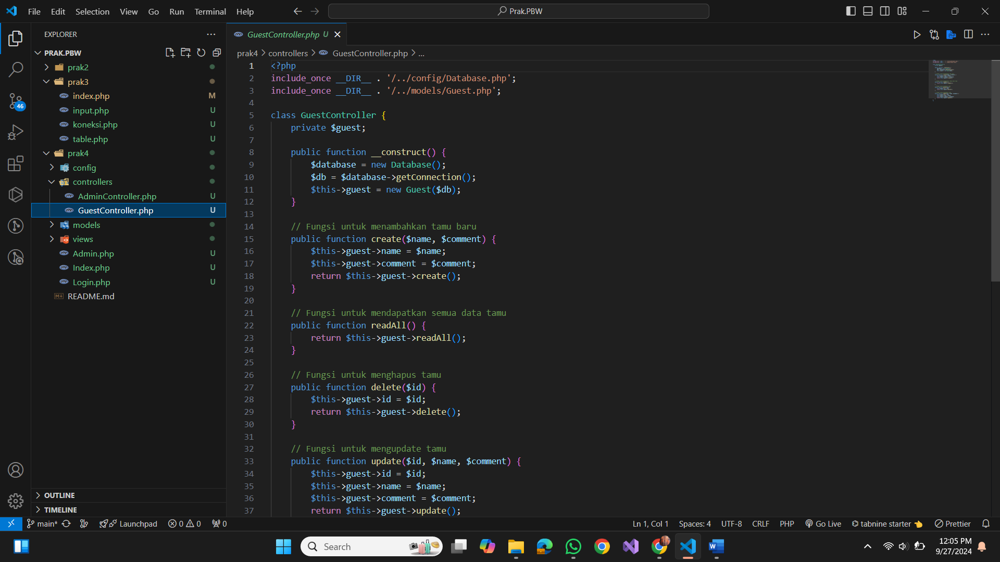 File Edit Selection View Go Run Terminal Help
Prak.PBW
EXPLORER
PRAK.PBW
prak2
prak3
index.php M
input.php U
koneksi.php U
table.php U
prak4
config
controllers
AdminController.php U
GuestController.php U
models
views
Admin.php U
Index.php U
Login.php U
README.md
OUTLINE
TIMELINE
46
GuestController.php U
prak4 > controllers > GuestController.php > ...
1 <?php
2 include_once __DIR__ . '/../config/Database.php';
3 include_once __DIR__ . '/../models/Guest.php';
4
5 class GuestController {
6 private $guest;
7
8 public function __construct() {
9 $database = new Database();
10 $db = $database->getConnection();
11 $this->guest = new Guest($db);
12 }
13
14 // Fungsi untuk menambahkan tamu baru
15 public function create($name, $comment) {
16 $this->guest->name = $name;
17 $this->guest->comment = $comment;
18 return $this->guest->create();
19 }
20
21 // Fungsi untuk mendapatkan semua data tamu
22 public function readAll() {
23 return $this->guest->readAll();
24 }
25
26 // Fungsi untuk menghapus tamu
27 public function delete($id) {
28 $this->guest->id = $id;
29 return $this->guest->delete();
30 }
31
32 // Fungsi untuk mengupdate tamu
33 public function update($id, $name, $comment) {
34 $this->guest->id = $id;
35 $this->guest->name = $name;
36 $this->guest->comment = $comment;
37 return $this->guest->update();
main* Launchpad 0 0 0 Ln 1, Col 1 Spaces: 4 UTF-8 CRLF PHP Go Live tabnine starter Prettier
Search
12:05 PM
9/27/2024